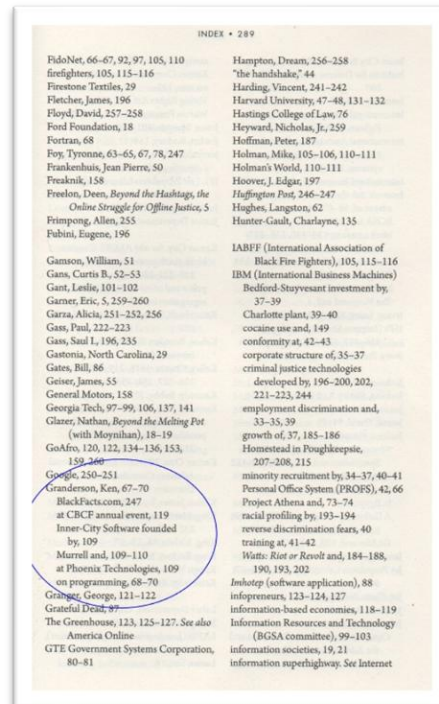 INDEX • 289
FidoNet, 66–67, 92, 97, 105, 110
firefighters, 105, 115–116
Firestone Textiles, 29
Fletcher, James, 196
Floyd, David, 257–258
Ford Foundation, 18
Fortran, 68
Foy, Tyronne, 63–65, 67, 78, 247
Frankenhuis, Jean Pierre, 50
Freaknik, 158
Freelon, Deen, Beyond the Hashtags, the
Online Struggle for Offline Justice, 5
Frimpong, Allen, 255
Fubini, Eugene, 196
Gamson, William, 51
Gans, Curtis B., 52–53
Gant, Leslie, 101–102
Garner, Eric, 5, 259–260
Garza, Alicia, 251–252, 256
Gass, Paul, 222–223
Gass, Saul I., 196, 235
Gastonia, North Carolina, 29
Gates, Bill, 86
Geiser, James, 55
General Motors, 158
Georgia Tech, 97–99, 106, 137, 141
Glazer, Nathan, Beyond the Melting Pot
(with Moynihan), 18–19
GoAfro, 120, 122, 134–136, 153,
159, 260
Google, 250–251
Granderson, Ken, 67–70
BlackFacts.com, 247
at CBCF annual event, 119
Inner-City Software founded
by, 109
Murrell and, 109–110
at Phoenix Technologies, 109
on programming, 68–70
Granger, George, 121–122
Grateful Dead, 87
The Greenhouse, 123, 125–127. See also
America Online
GTE Government Systems Corporation,
80–81
Hampton, Dream, 256–258
"the handshake," 44
Harding, Vincent, 241–242
Harvard University, 47–48, 131–132
Hastings College of Law, 76
Heyward, Nicholas, Jr., 259
Hoffman, Peter, 187
Holman, Mike, 105–106, 110–111
Holman's World, 110–111
Hoover, J. Edgar, 197
Huffington Post, 246–247
Hughes, Langston, 62
Hunter-Gault, Charlayne, 135
IABFF (International Association of
Black Fire Fighters), 105, 115–116
IBM (International Business Machines)
Bedford-Stuyvesant investment by,
37–39
Charlotte plant, 39–40
cocaine use and, 149
conformity at, 42–43
corporate structure of, 35–37
criminal justice technologies
developed by, 196–200, 202,
221–223, 244
employment discrimination and,
33–35, 39
growth of, 37, 185–186
Homestead in Poughkeepsie,
207–208, 215
minority recruitment by, 34–37, 40–41
Personal Office System (PROFS), 42, 66
Project Athena and, 73–74
racial profiling by, 193–194
reverse discrimination fears, 40
training at, 41–42
Watts: Riot or Revolt and, 184–188,
190, 193, 202
Imhotep (software application), 88
infopreneurs, 123–124, 127
information-based economies, 118–119
Information Resources and Technology
(BGSA committee), 99–103
information societies, 19, 21
information superhighway. See Internet